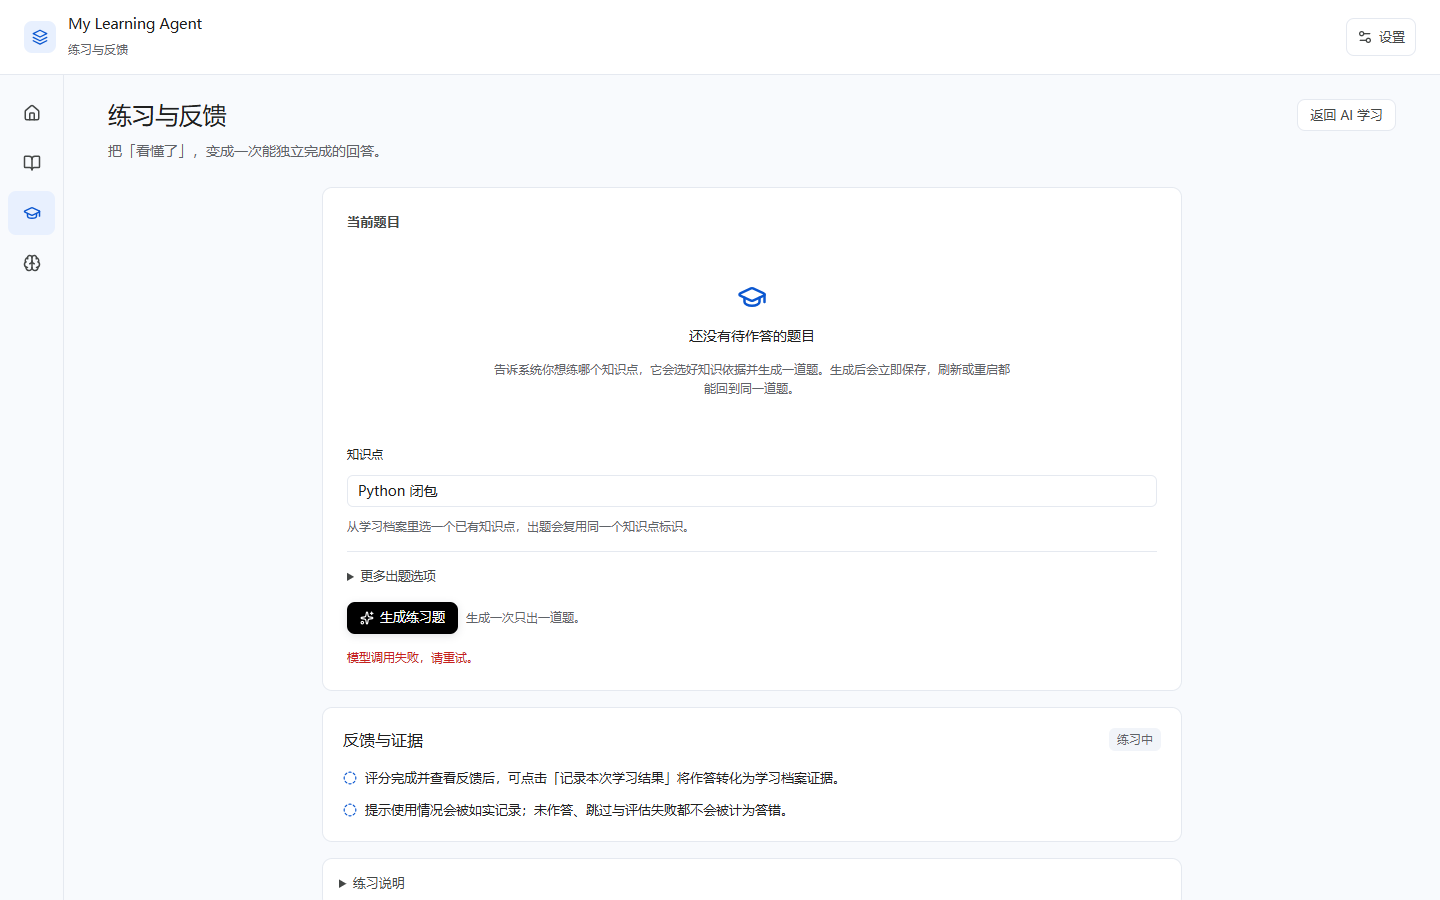 My Learning Agent
练习与反馈
设置
练习与反馈
返回 AI 学习
把「看懂了」，变成一次能独立完成的回答。
当前题目
还没有待作答的题目
告诉系统你想练哪个知识点，它会选好知识依据并生成一道题。生成后会立即保存，刷新或重启都
能回到同一道题。
知识点
Python 闭包
从学习档案里选一个已有知识点，出题会复用同一个知识点标识。
更多出题选项
生成练习题
生成一次只出一道题。
模型调用失败，请重试。
反馈与证据
练习中
评分完成并查看反馈后，可点击「记录本次学习结果」将作答转化为学习档案证据。
提示使用情况会被如实记录；未作答、跳过与评估失败都不会被计为答错。
练习说明